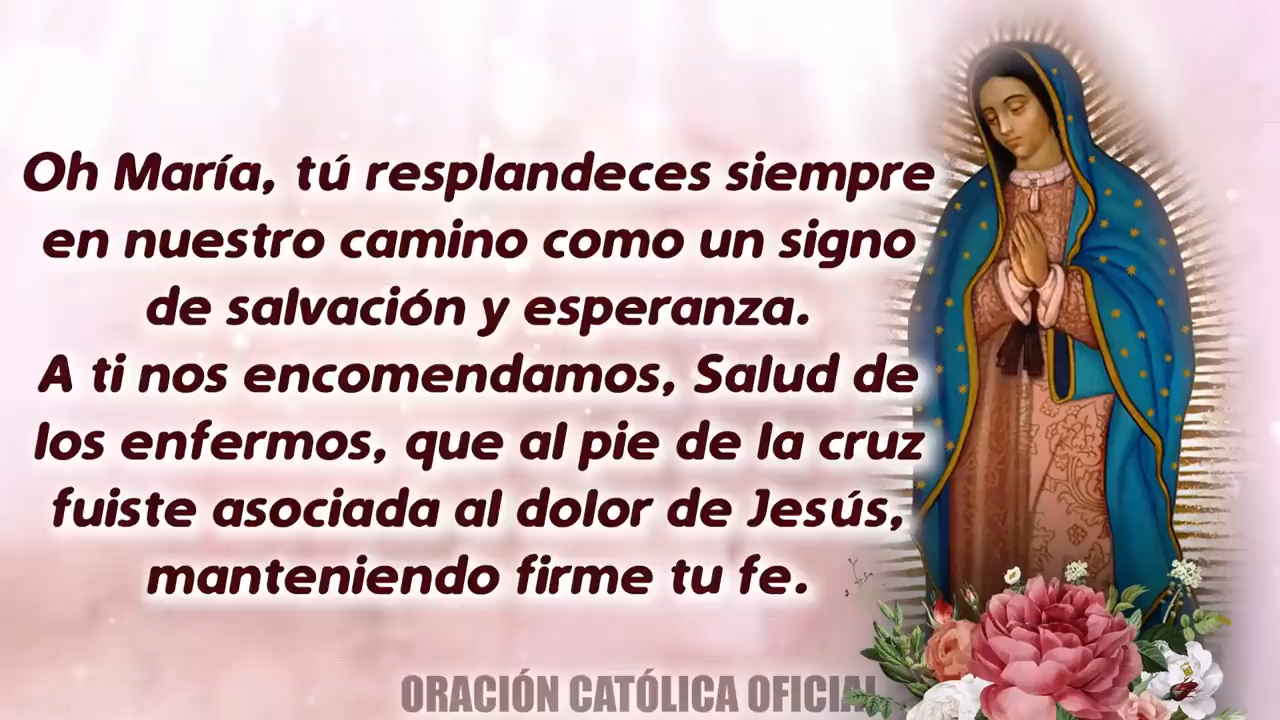 Oh María, tú resplandeces siempre
en nuestro camino como un signo
de salvación y esperanza.
A ti nos encomendamos, Salud de
los enfermos, que al pie de la cruz
fuiste asociada al dolor de Jesús,
manteniendo firme tu fe.
ORACIÓN CATÓLICA OFICIAL